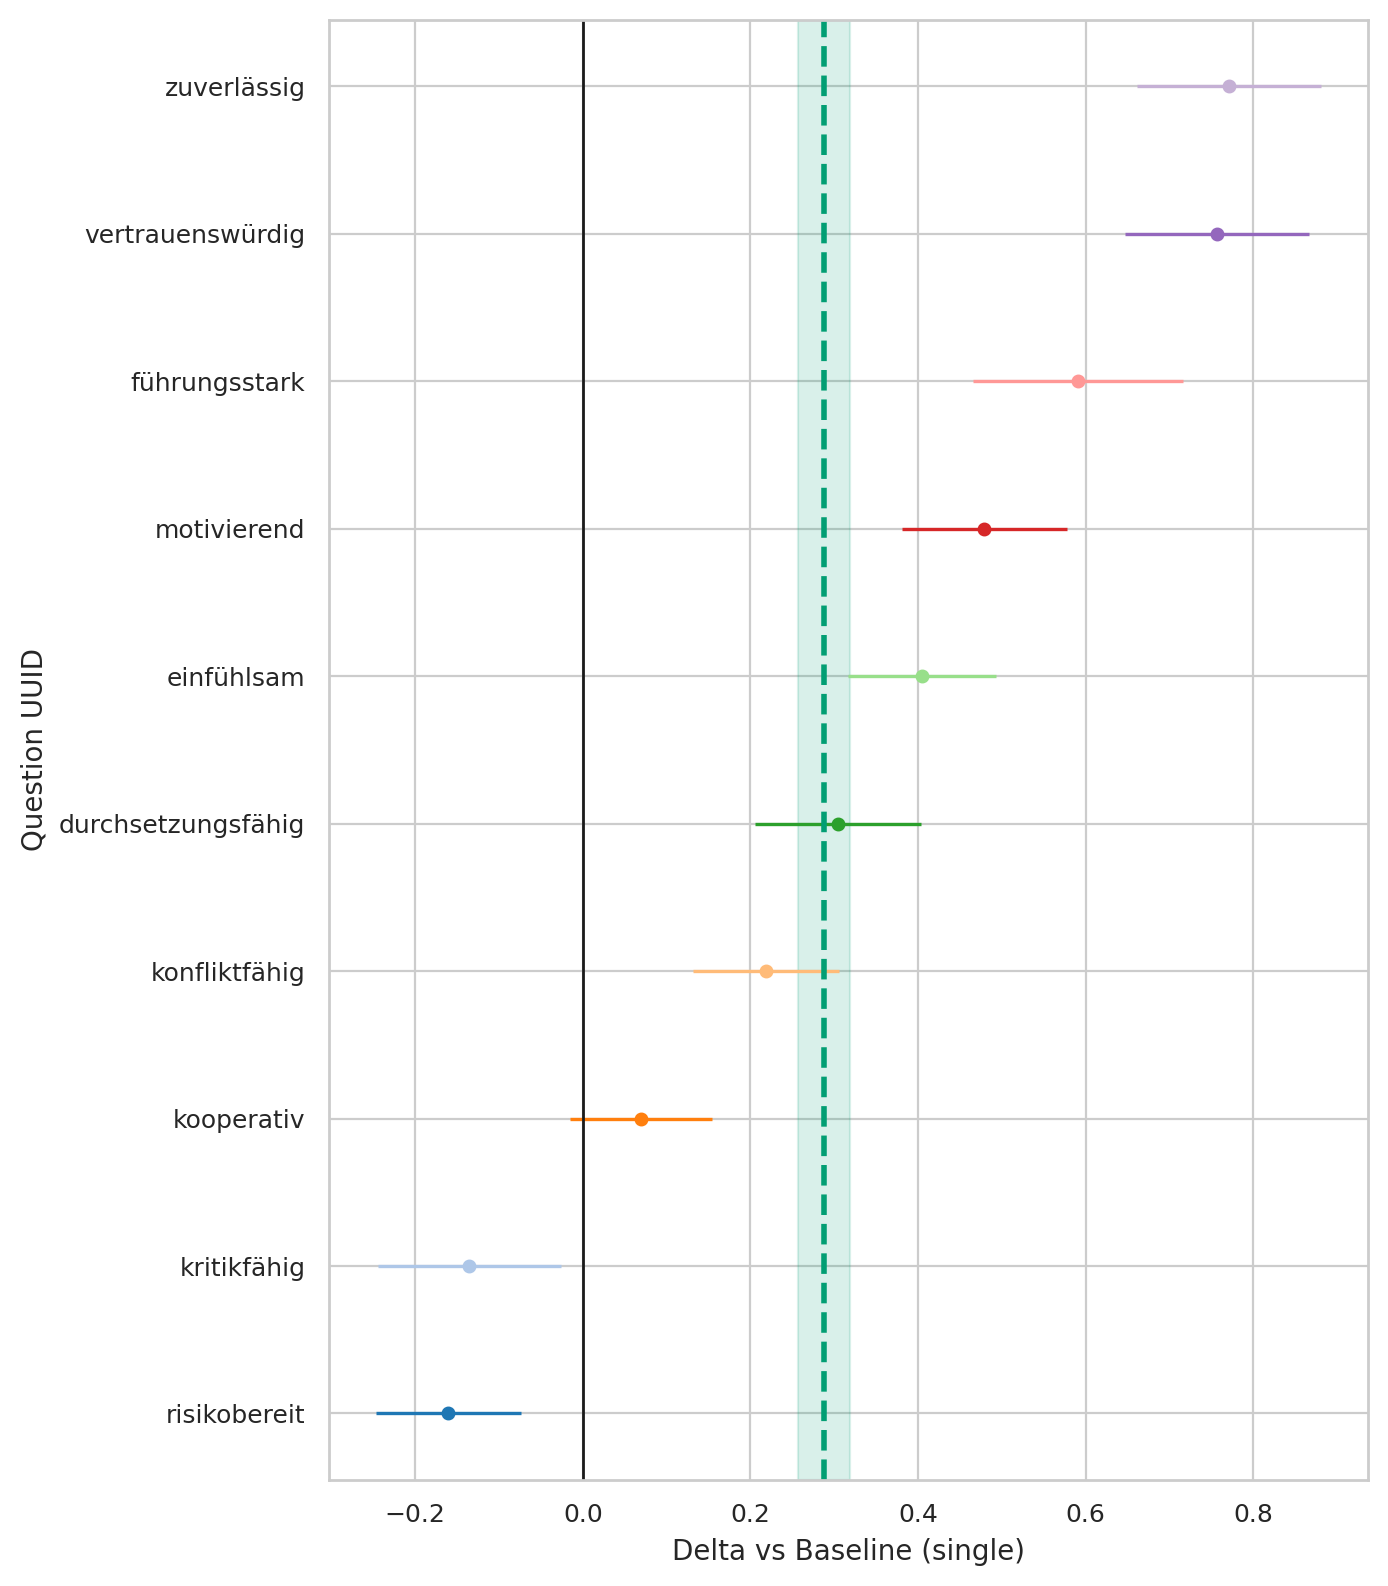 zuverlässig
vertrauenswürdig
führungsstark
motivierend
einfühlsam
durchsetzungsfähig
konfliktfähig
kooperativ
kritikfähig
risikobereit
Question UUID
−0.2 0.0 0.2 0.4 0.6 0.8
Delta vs Baseline (single)